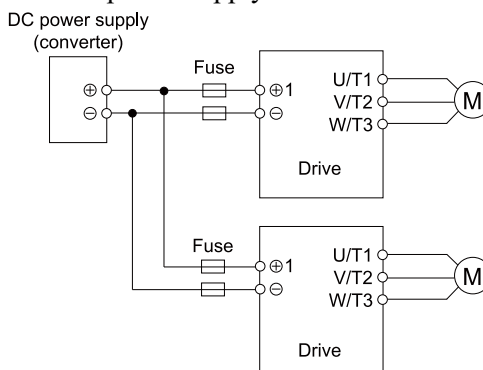 DC power supply
(converter)
Fuse
⊕
⊖
⊕1
⊖
U/T1
V/T2
W/T3
M
Drive
Fuse
⊕1
⊖
U/T1
V/T2
W/T3
M
Drive